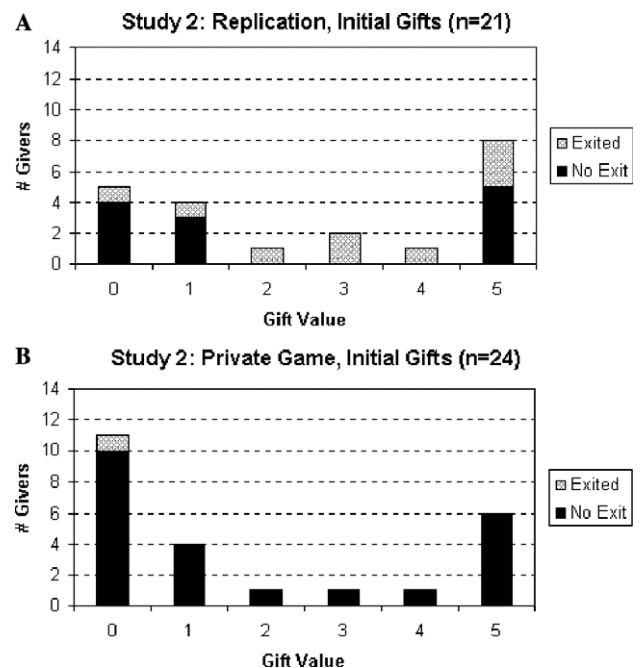 A Study 2: Replication, Initial Gifts (n=21)
14
12
10
8
6
4
2
0
# Givers
0 1 2 3 4 5
Gift Value
Exited
No Exit
B Study 2: Private Game, Initial Gifts (n=24)
14
12
10
8
6
4
2
0
# Givers
0 1 2 3 4 5
Gift Value
Exited
No Exit